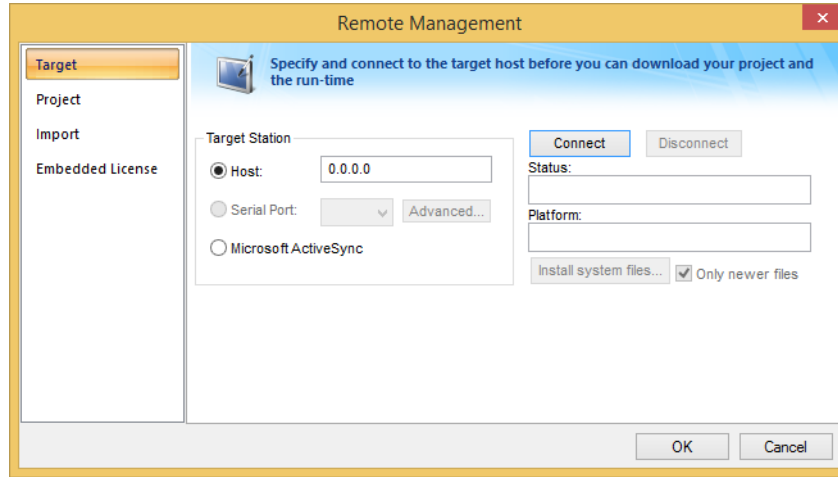 Remote Management
Target
Project
Import
Embedded License
Specify and connect to the target host before you can download your project and
the run-time
Target Station
Host:
0.0.0.0
Serial Port:
Advanced...
Microsoft ActiveSync
Connect
Disconnect
Status:
Platform:
Install system files...
Only newer files
OK
Cancel